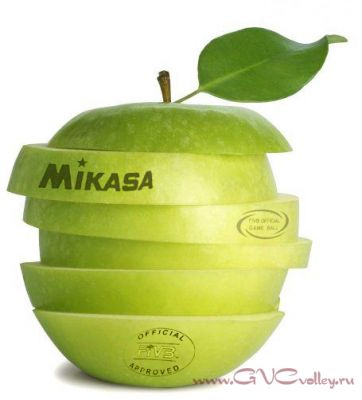 MIKASA
FIVB OFFICIAL
GAME BALL
OFFICIAL
FIVB
APPROVED
www.GVCvolley.ru